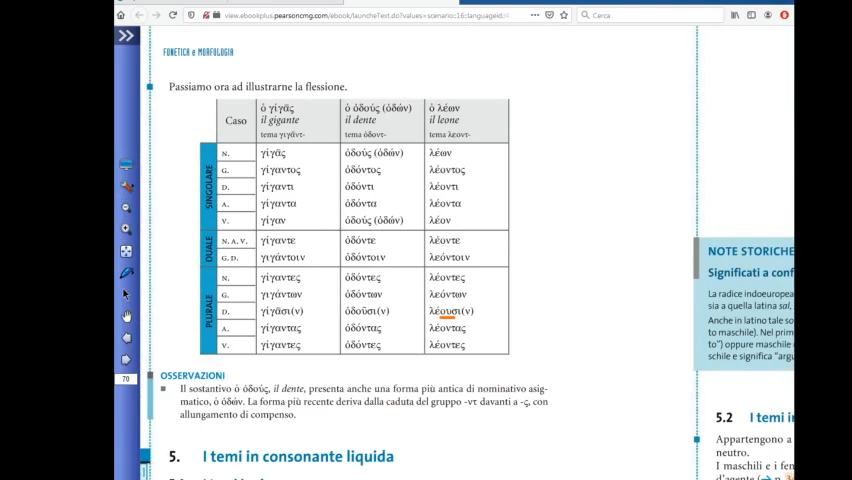 view.ebookplus.pearsoncmg.com/ebook/launcheText.do?values=scenario::16::languageid::
Cerca
FONETICA e MORFOLOGIA
Passiamo ora ad illustrarne la flessione.
Caso
ὁ γίγᾱς ὁ ὀδούς (ὀδών) ὁ λέων
il gigante il dente il leone
tema γιγᾰντ- tema ὀδοντ- tema λεοντ-
SINGOLARE
N. γίγᾱς ὀδούς (ὀδών) λέων
G. γίγαντος ὀδόντος λέοντος
D. γίγαντι ὀδόντι λέοντι
A. γίγαντα ὀδόντα λέοντα
V. γίγαν ὀδούς (ὀδών) λέον
DUALE
N. A. V. γίγαντε ὀδόντε λέοντε
G. D. γιγάντοιν ὀδόντοιν λεόντοιν
PLURALE
N. γίγαντες ὀδόντες λέοντες
G. γιγάντων ὀδόντων λεόντων
D. γίγᾱσι(ν) ὀδοῦσι(ν) λέουσι(ν)
A. γίγαντας ὀδόντας λέοντας
V. γίγαντες ὀδόντες λέοντες
OSSERVAZIONI
Il sostantivo ὁ ὀδούς, il dente, presenta anche una forma più antica di nominativo asig-
matico, ὁ ὀδών. La forma più recente deriva dalla caduta del gruppo -ντ davanti a -ς, con
allungamento di compenso.
5. I temi in consonante liquida
70
NOTE STORICHE
Significati a conf
La radice indoeuropea
sia a quella latina sal,
Anche in latino tale so
to maschile). Nel prim
to”) oppure maschile
schile e significa “argu
5.2 I temi in
Appartengono a
neutro.
I maschili e i fen
d'agente (→ p. 3